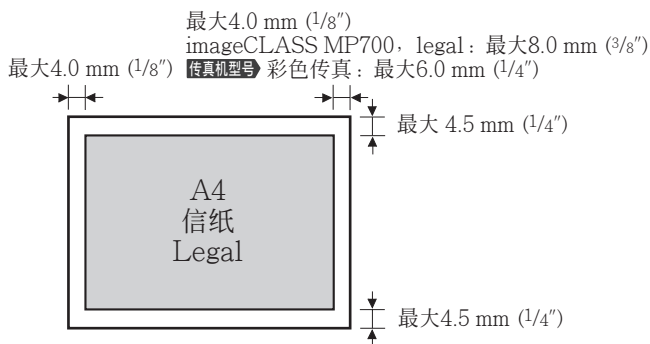 最大4.0 mm (1/8″)
imageCLASS MP700，legal：最大8.0 mm (3/8″)
最大4.0 mm (1/8″) 传真机型号 彩色传真：最大6.0 mm (1/4″)
最大 4.5 mm (1/4″)
A4
信纸
Legal
最大4.5 mm (1/4″)